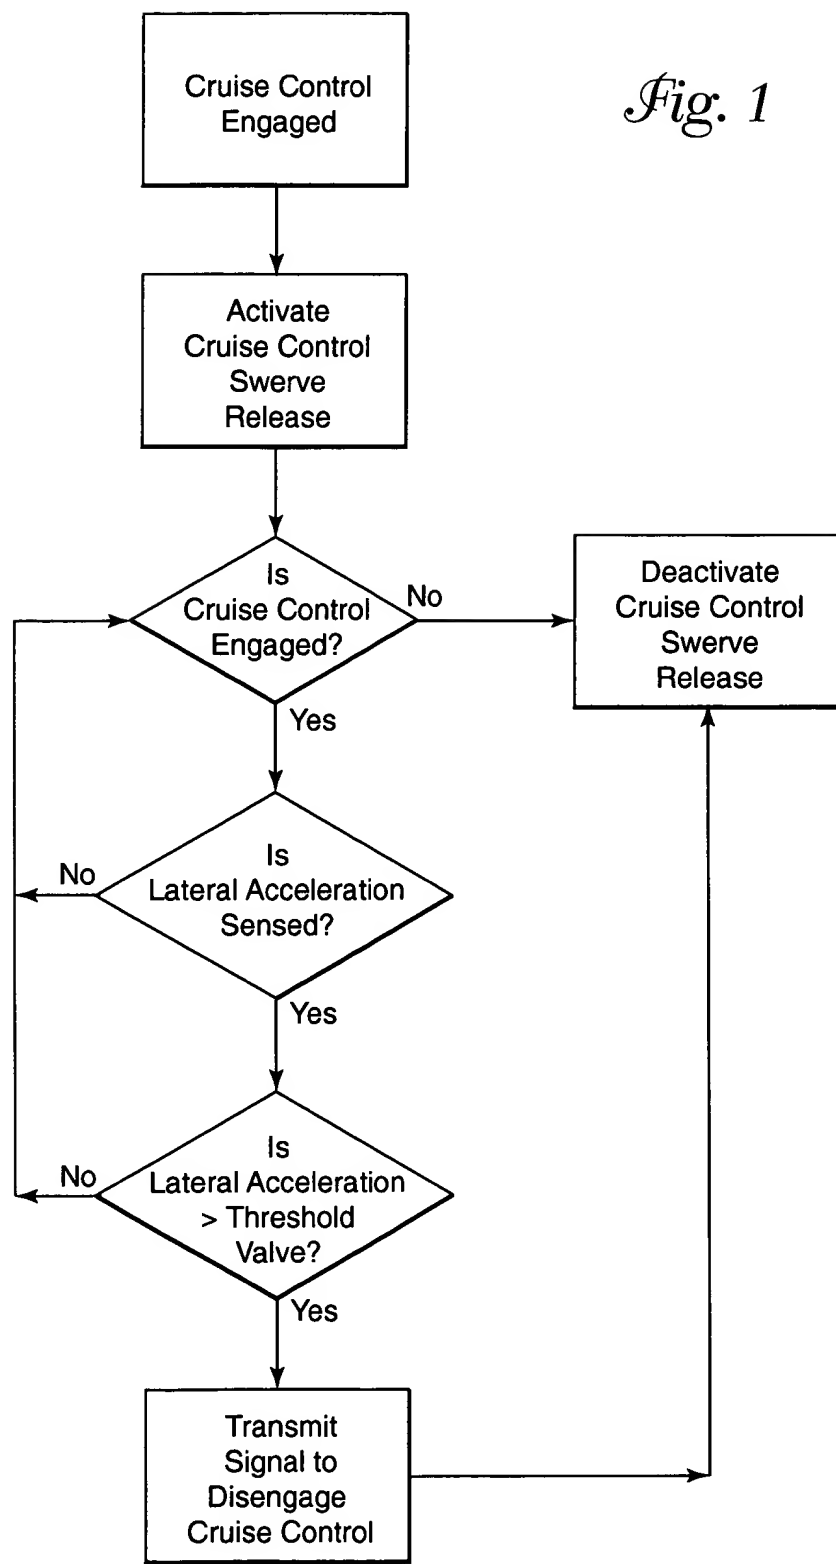 Cruise Control
Engaged
Fig. 1
Activate
Cruise Control
Swerve
Release
Is
Cruise Control
Engaged?
No
Deactivate
Cruise Control
Swerve
Release
Yes
Is
Lateral Acceleration
Sensed?
No
Yes
Is
Lateral Acceleration
> Threshold
Valve?
No
Yes
Transmit
Signal to
Disengage
Cruise Control